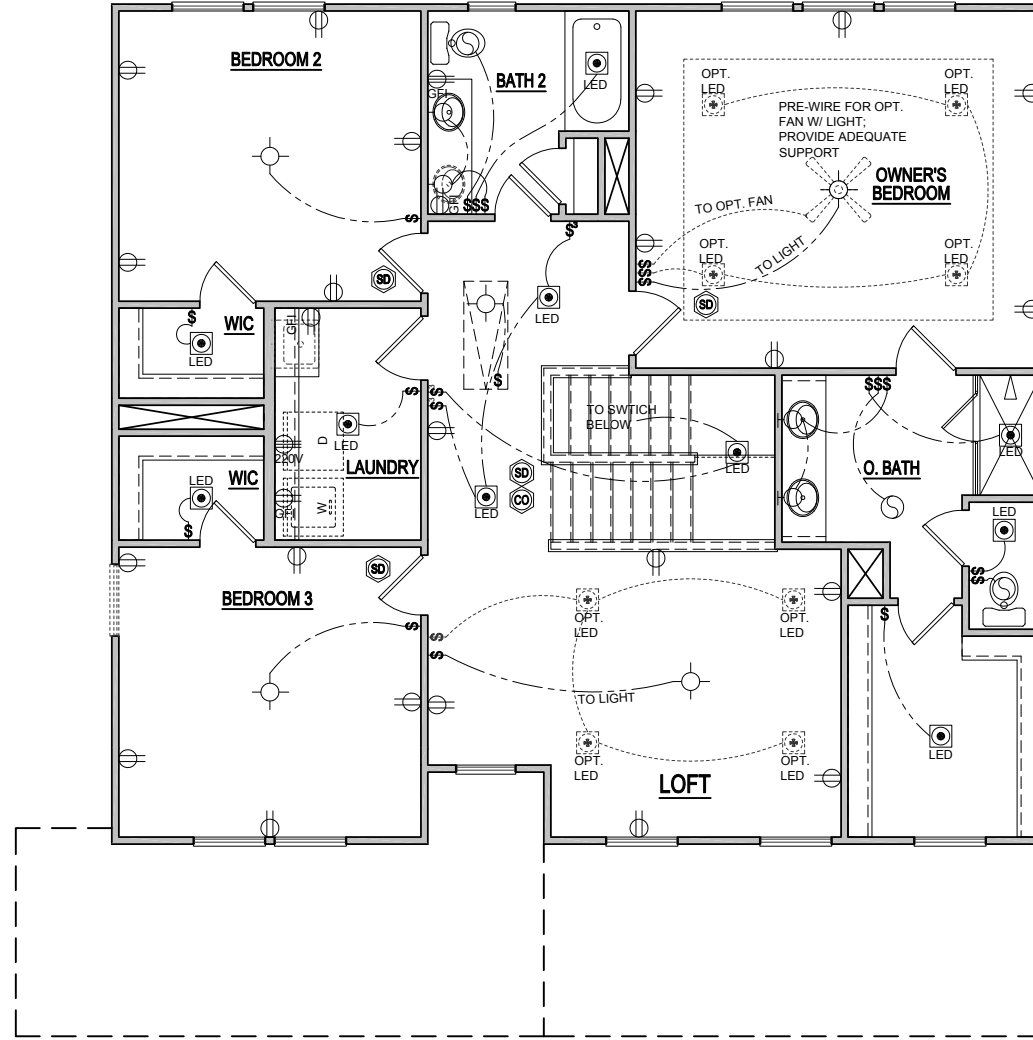 BEDROOM 2
BATH 2
LED
GFI
GFI
$$$
$
SD
OPT.
LED
OPT.
LED
PRE-WIRE FOR OPT.
FAN W/ LIGHT;
PROVIDE ADEQUATE
SUPPORT
OWNER'S
BEDROOM
TO OPT. FAN
TO LIGHT
OPT.
LED
OPT.
LED
$
$
$
SD
$
LED
$
WIC
$
LED
GFI
LAUNDRY
$
LED
D
220V
W
GFI
WIC
LED
$
$
$
LED
SD
CO
TO SWTICH
BELOW
LED
$$$
O. BATH
LED
LED
$
$
BEDROOM 3
SD
$
$
$
OPT.
LED
OPT.
LED
TO LIGHT
OPT.
LED
OPT.
LED
LOFT
$
LED